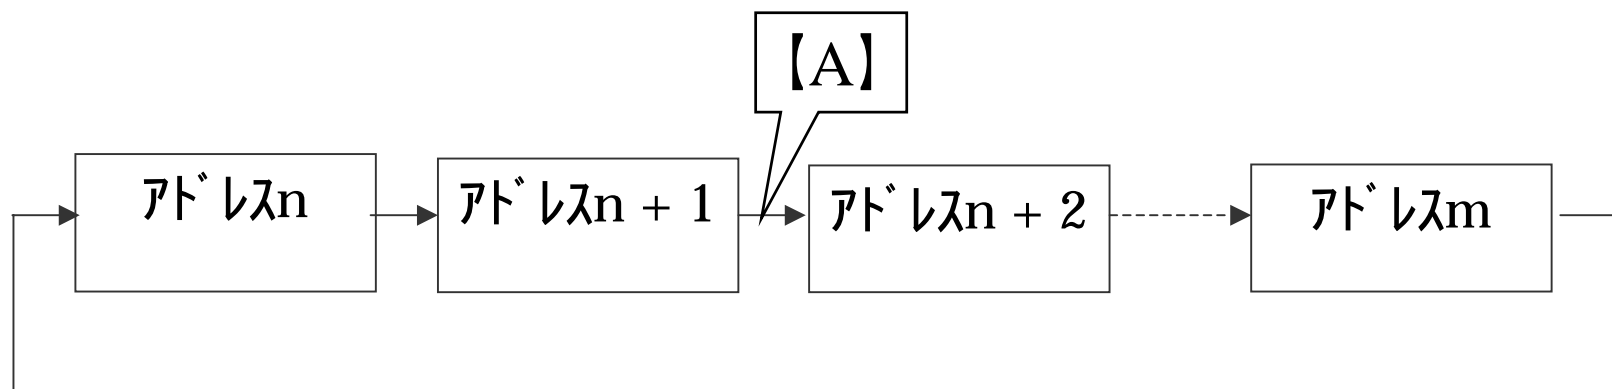 【A】
ｱﾄﾞﾚｽn
ｱﾄﾞﾚｽn + 1
ｱﾄﾞﾚｽn + 2
ｱﾄﾞﾚｽm